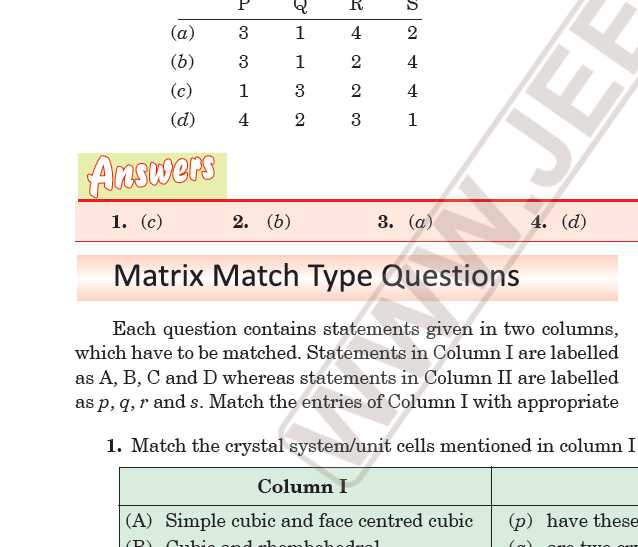 P Q R S
(a) 3 1 4 2
(b) 3 1 2 4
(c) 1 3 2 4
(d) 4 2 3 1
Answers
1. (c) 2. (b) 3. (a) 4. (d)
Matrix Match Type Questions
Each question contains statements given in two columns,
which have to be matched. Statements in Column I are labelled
as A, B, C and D whereas statements in Column II are labelled
as p, q, r and s. Match the entries of Column I with appropriate
1. Match the crystal system/unit cells mentioned in column I
Column I
(A) Simple cubic and face centred cubic (p) have these
(B) Cubic and rhombohedral (q) are two cry
WWW.JEE